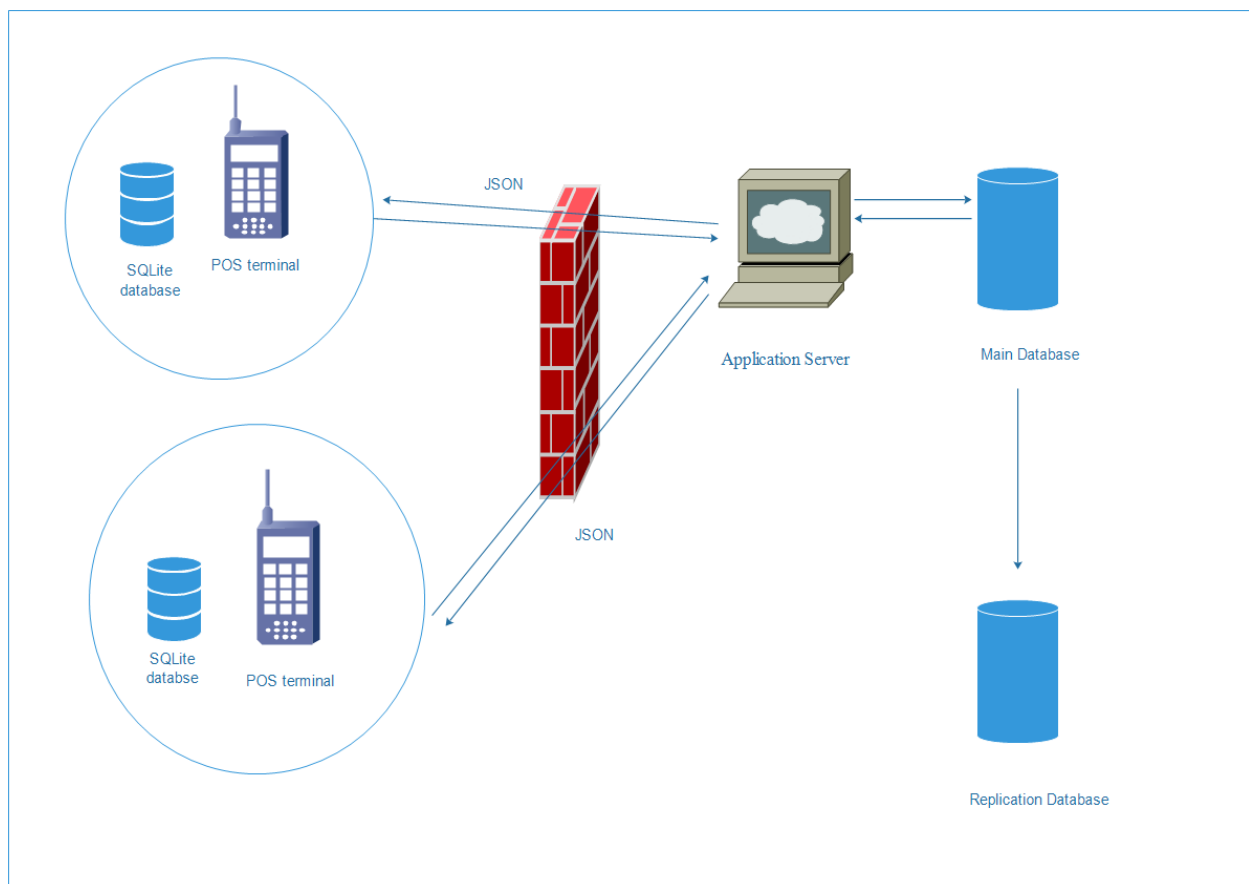 JSON
POS terminal
SQLite
database
Application Server
Main Database
JSON
SQLite
databse
POS terminal
Replication Database